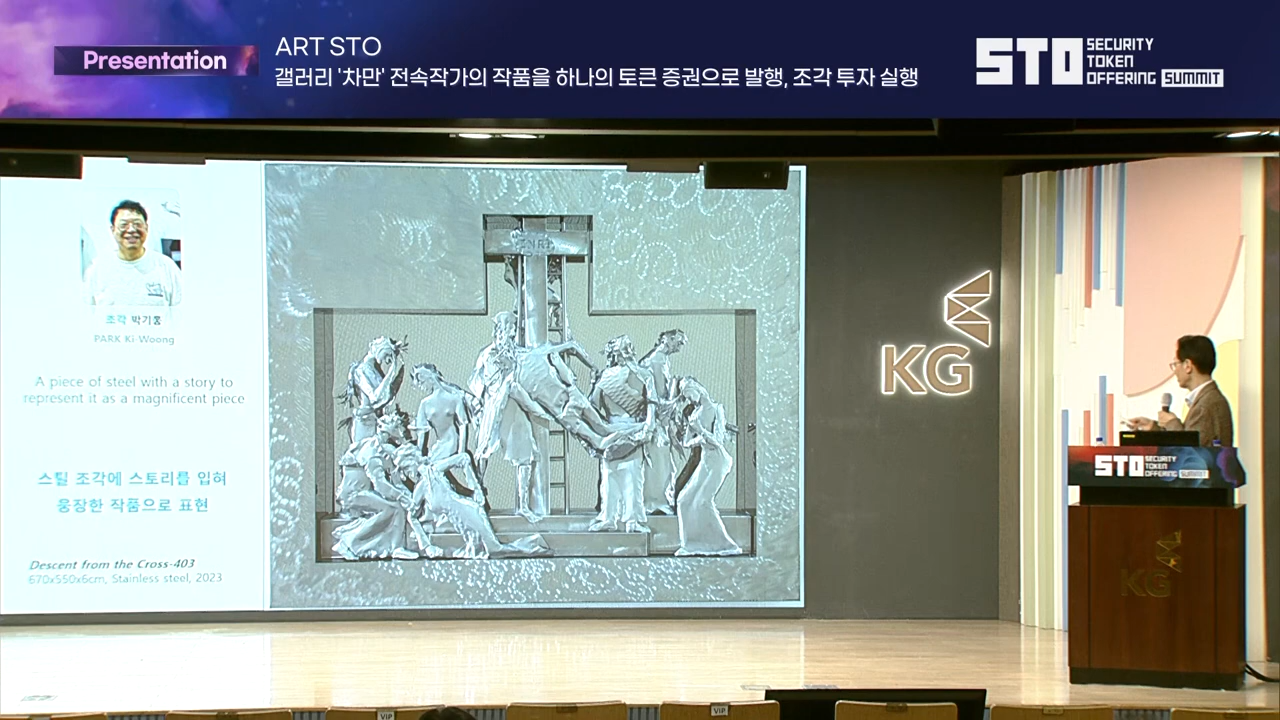 Presentation
ART STO
갤러리 '차만' 전속작가의 작품을 하나의 토큰 증권으로 발행, 조각 투자 실행
STO SECURITY
TOKEN
OFFERING SUMMIT
조각 박기웅
PARK Ki-Woong
A piece of steel with a story to
represent it as a magnificent piece
스틸 조각에 스토리를 입혀
웅장한 작품으로 표현
Descent from the Cross-403
670x550x6cm, Stainless steel, 2023
INRI
KG
STO SECURITY
TOKEN
OFFERING SUMMIT
KG
VIP
VIP